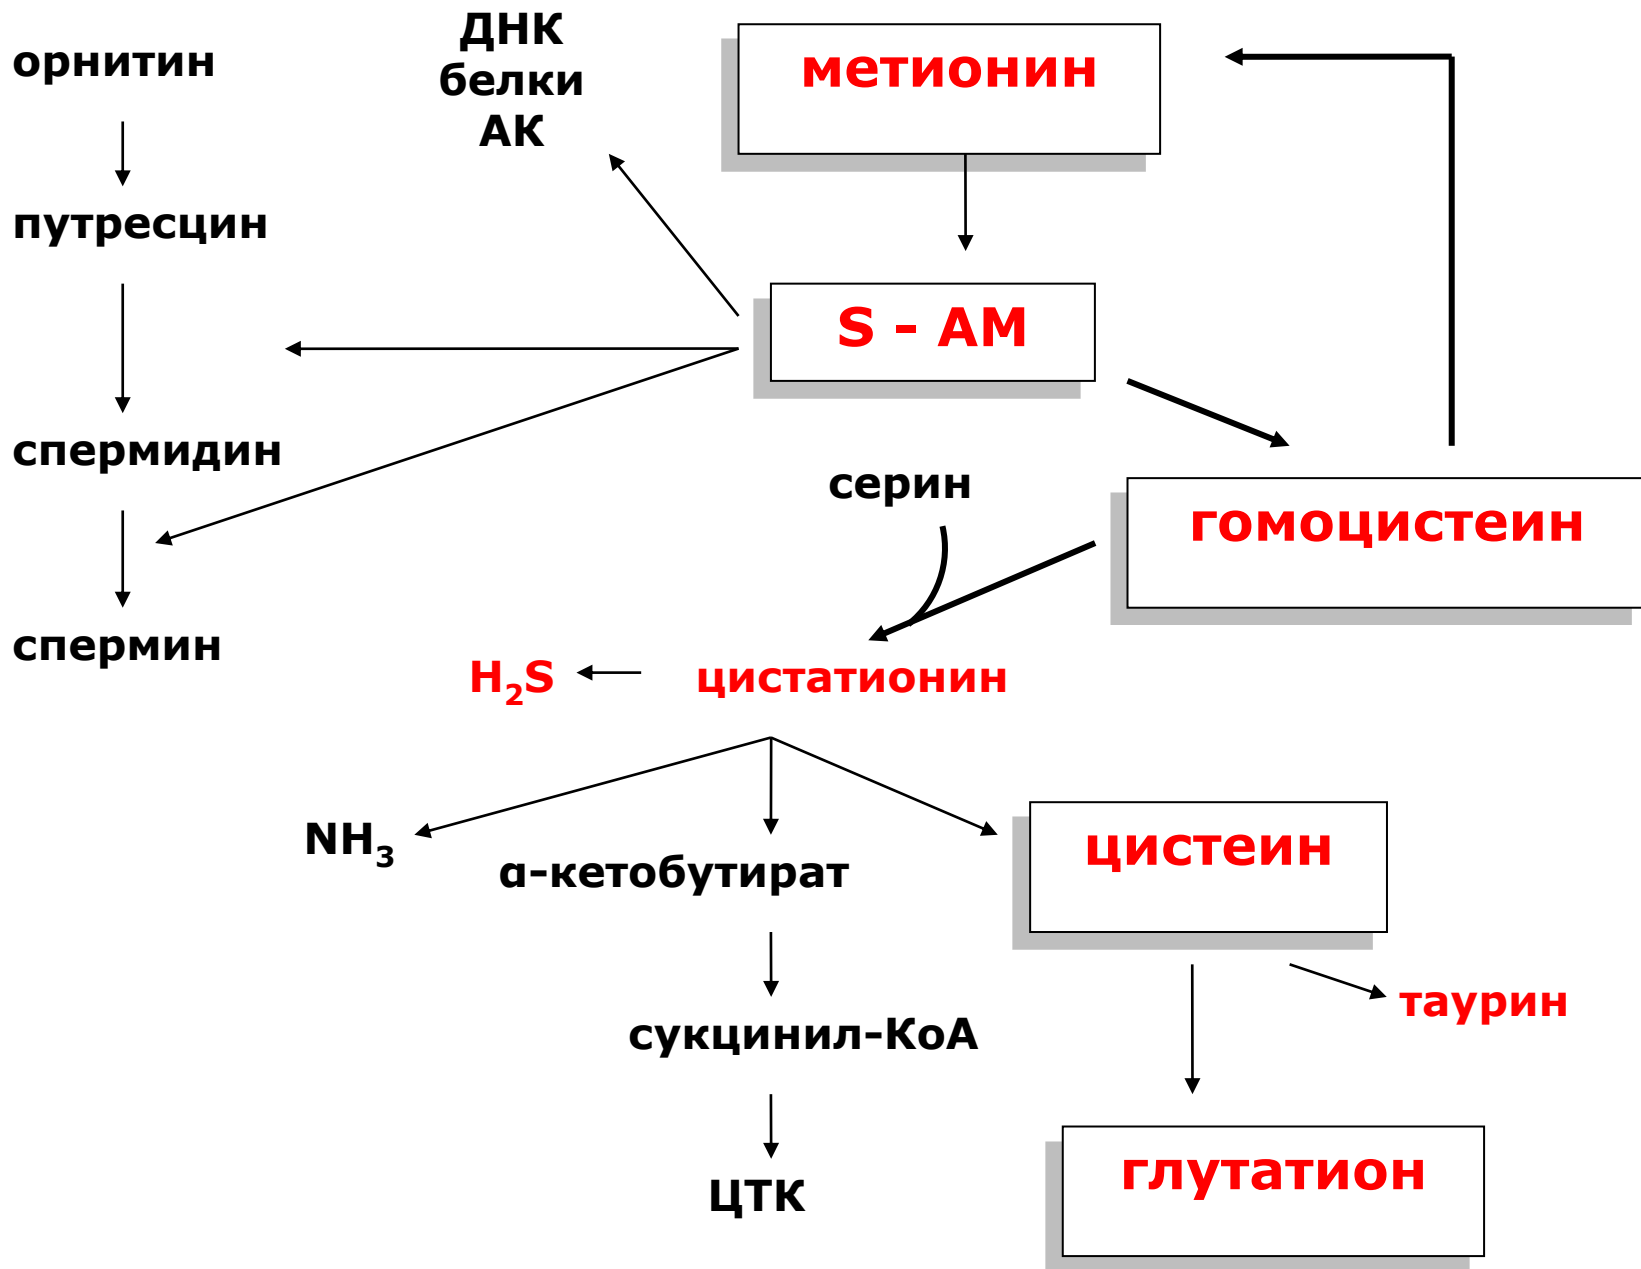 ДНК
белки
АК
метионин
орнитин
путресцин
S - АМ
спермидин
серин
гомоцистеин
спермин
H2S
цистатионин
NH3
α-кетобутират
цистеин
таурин
сукцинил-КоА
глутатион
ЦТК